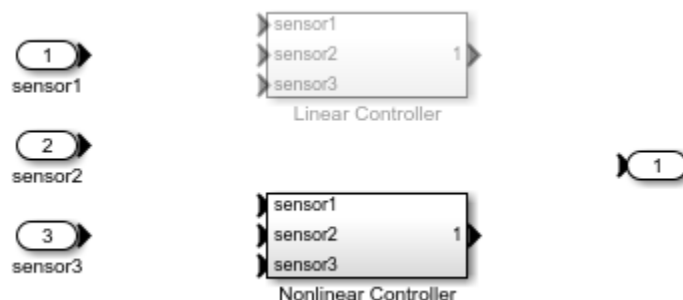 1
sensor1
2
sensor2
3
sensor3
sensor1
sensor2 1
sensor3
Linear Controller
sensor1
sensor2 1
sensor3
Nonlinear Controller
1